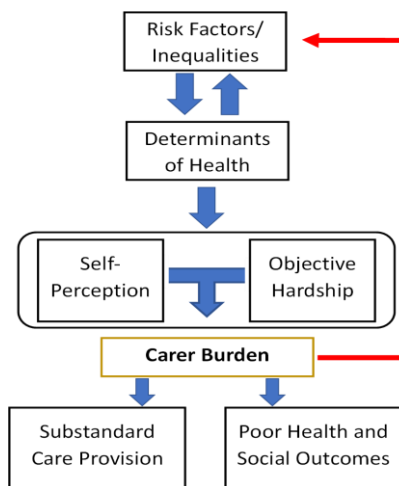 Risk Factors/
Inequalities
Determinants
of Health
Self-
Perception
Objective
Hardship
Carer Burden
Substandard
Care Provision
Poor Health and
Social Outcomes